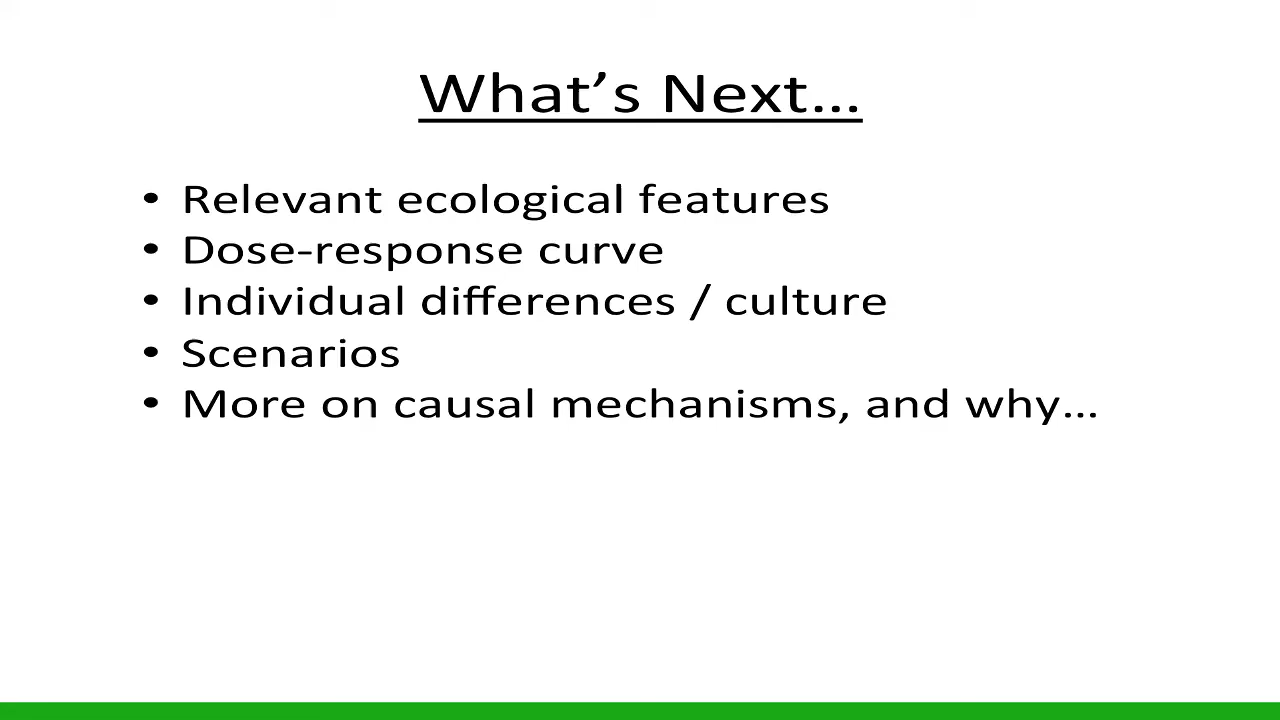 What’s Next…
• Relevant ecological features
• Dose-response curve
• Individual differences / culture
• Scenarios
• More on causal mechanisms, and why…